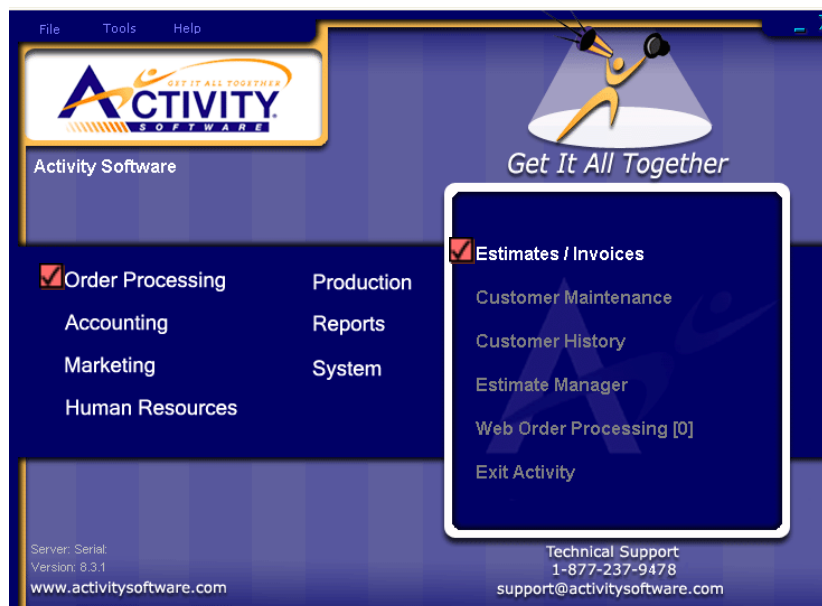 File Tools Help
GET IT ALL TOGETHER
ACTIVITY
SOFTWARE
Activity Software
Get It All Together
Order Processing
Accounting
Marketing
Human Resources
Production
Reports
System
Estimates / Invoices
Customer Maintenance
Customer History
Estimate Manager
Web Order Processing [0]
Exit Activity
Server: Serial:
Version: 8.3.1
www.activitysoftware.com
Technical Support
1-877-237-9478
support@activitysoftware.com